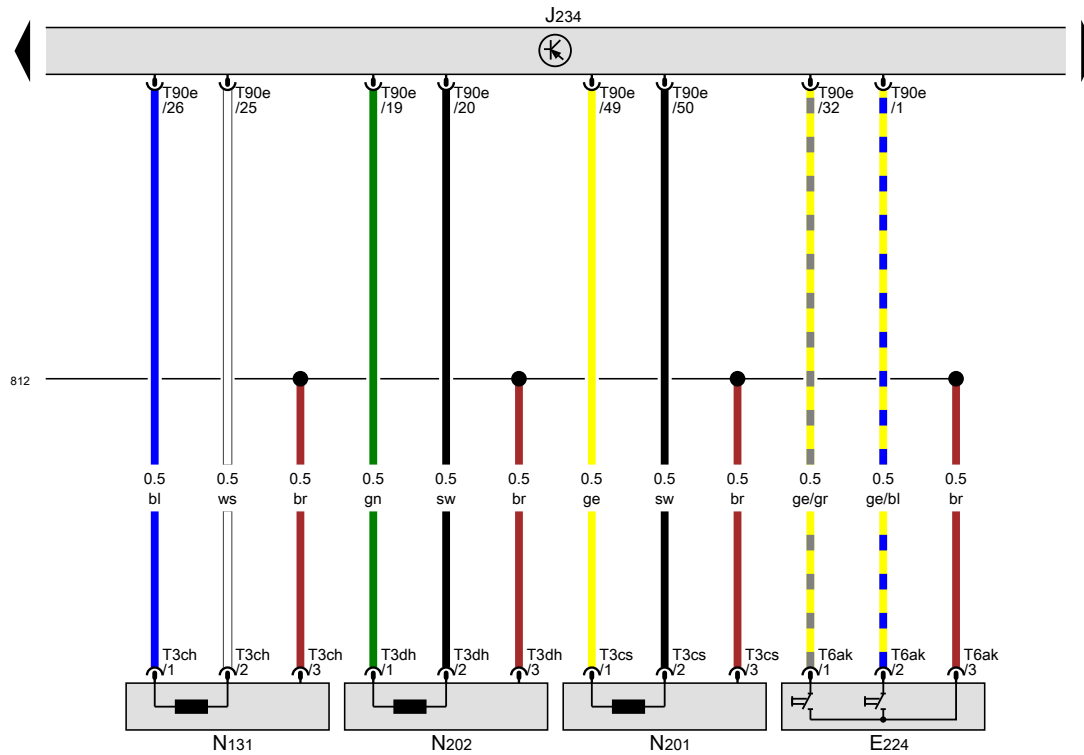 J234
T90e T90e T90e T90e T90e T90e T90e T90e
/26 /25 /19 /20 /49 /50 /32 /1
812
0.5 0.5 0.5 0.5 0.5 0.5 0.5 0.5 0.5 0.5 0.5 0.5
bl ws br gn sw br ge sw br ge/gr ge/bl br
T3ch T3ch T3ch T3dh T3dh T3dh T3cs T3cs T3cs T6ak T6ak T6ak
/1 /2 /3 /1 /2 /3 /1 /2 /3 /1 /2 /3
N131 N202 N201 E224